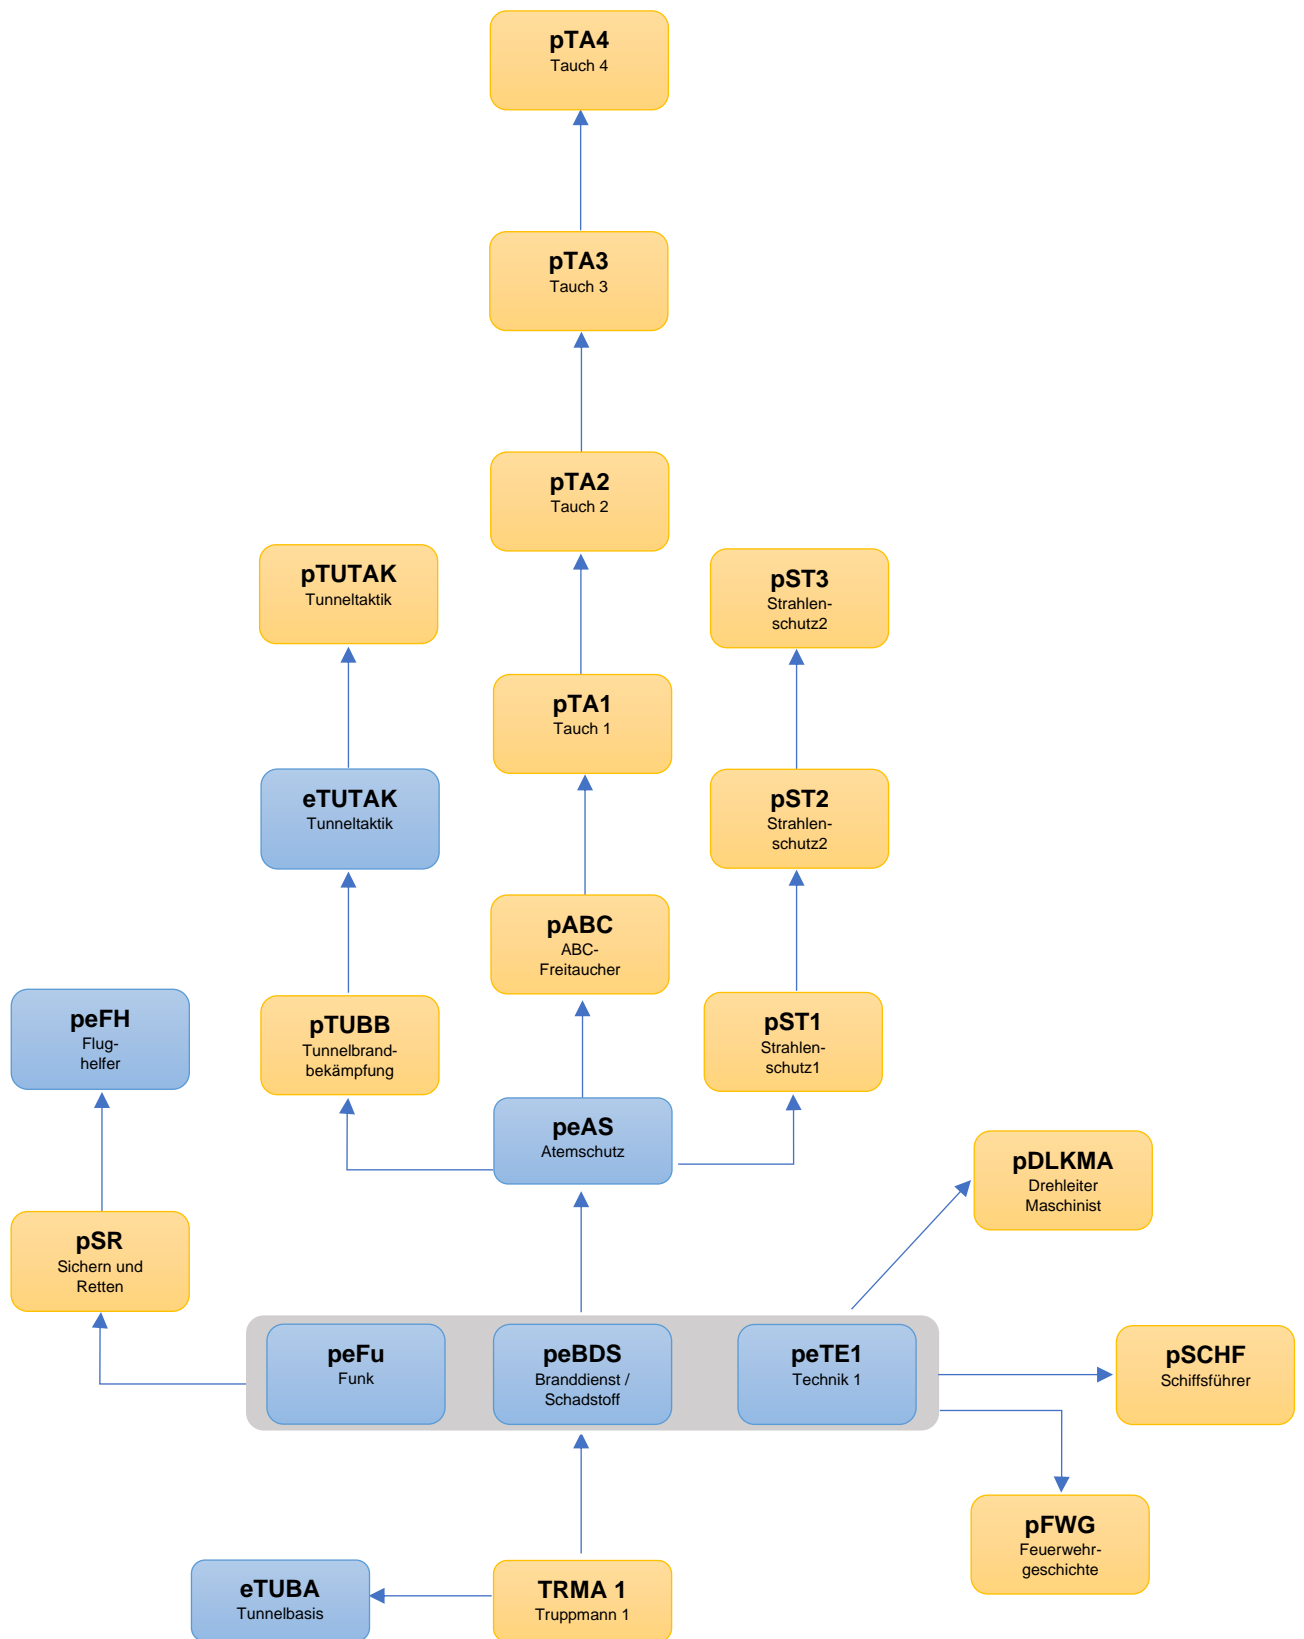 pTA4
Tauch 4
pTA3
Tauch 3
pTA2
Tauch 2
pTUTAK
Tunneltaktik
pST3
Strahlen-
schutz2
pTA1
Tauch 1
eTUTAK
Tunneltaktik
pST2
Strahlen-
schutz2
pABC
ABC-
Freitaucher
peFH
Flug-
helfer
pTUBB
Tunnelbrand-
bekämpfung
pST1
Strahlen-
schutz1
peAS
Atemschutz
pDLKMA
Drehleiter
Maschinist
pSR
Sichern und
Retten
peFu
Funk
peBDS
Branddienst /
Schadstoff
peTE1
Technik 1
pSCHF
Schiffsführer
pFWG
Feuerwehr-
geschichte
eTUBA
Tunnelbasis
TRMA 1
Truppmann 1